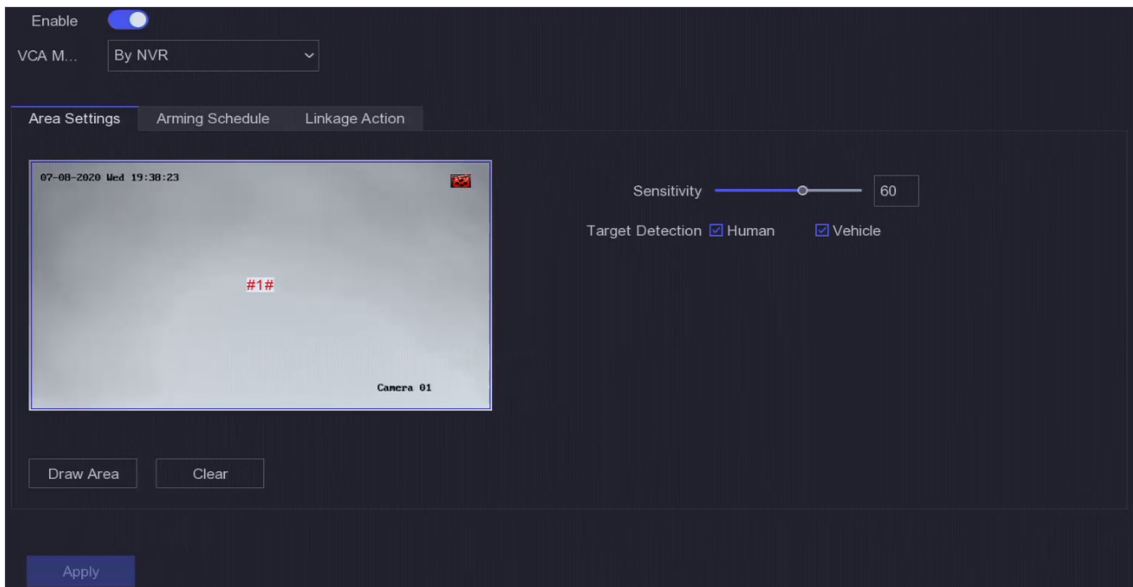 Enable
VCA M...
By NVR
Area Settings
Arming Schedule
Linkage Action
07-08-2020 Wed 19:38:23
#1#
Camera 01
Sensitivity
60
Target Detection
Human
Vehicle
Draw Area
Clear
Apply